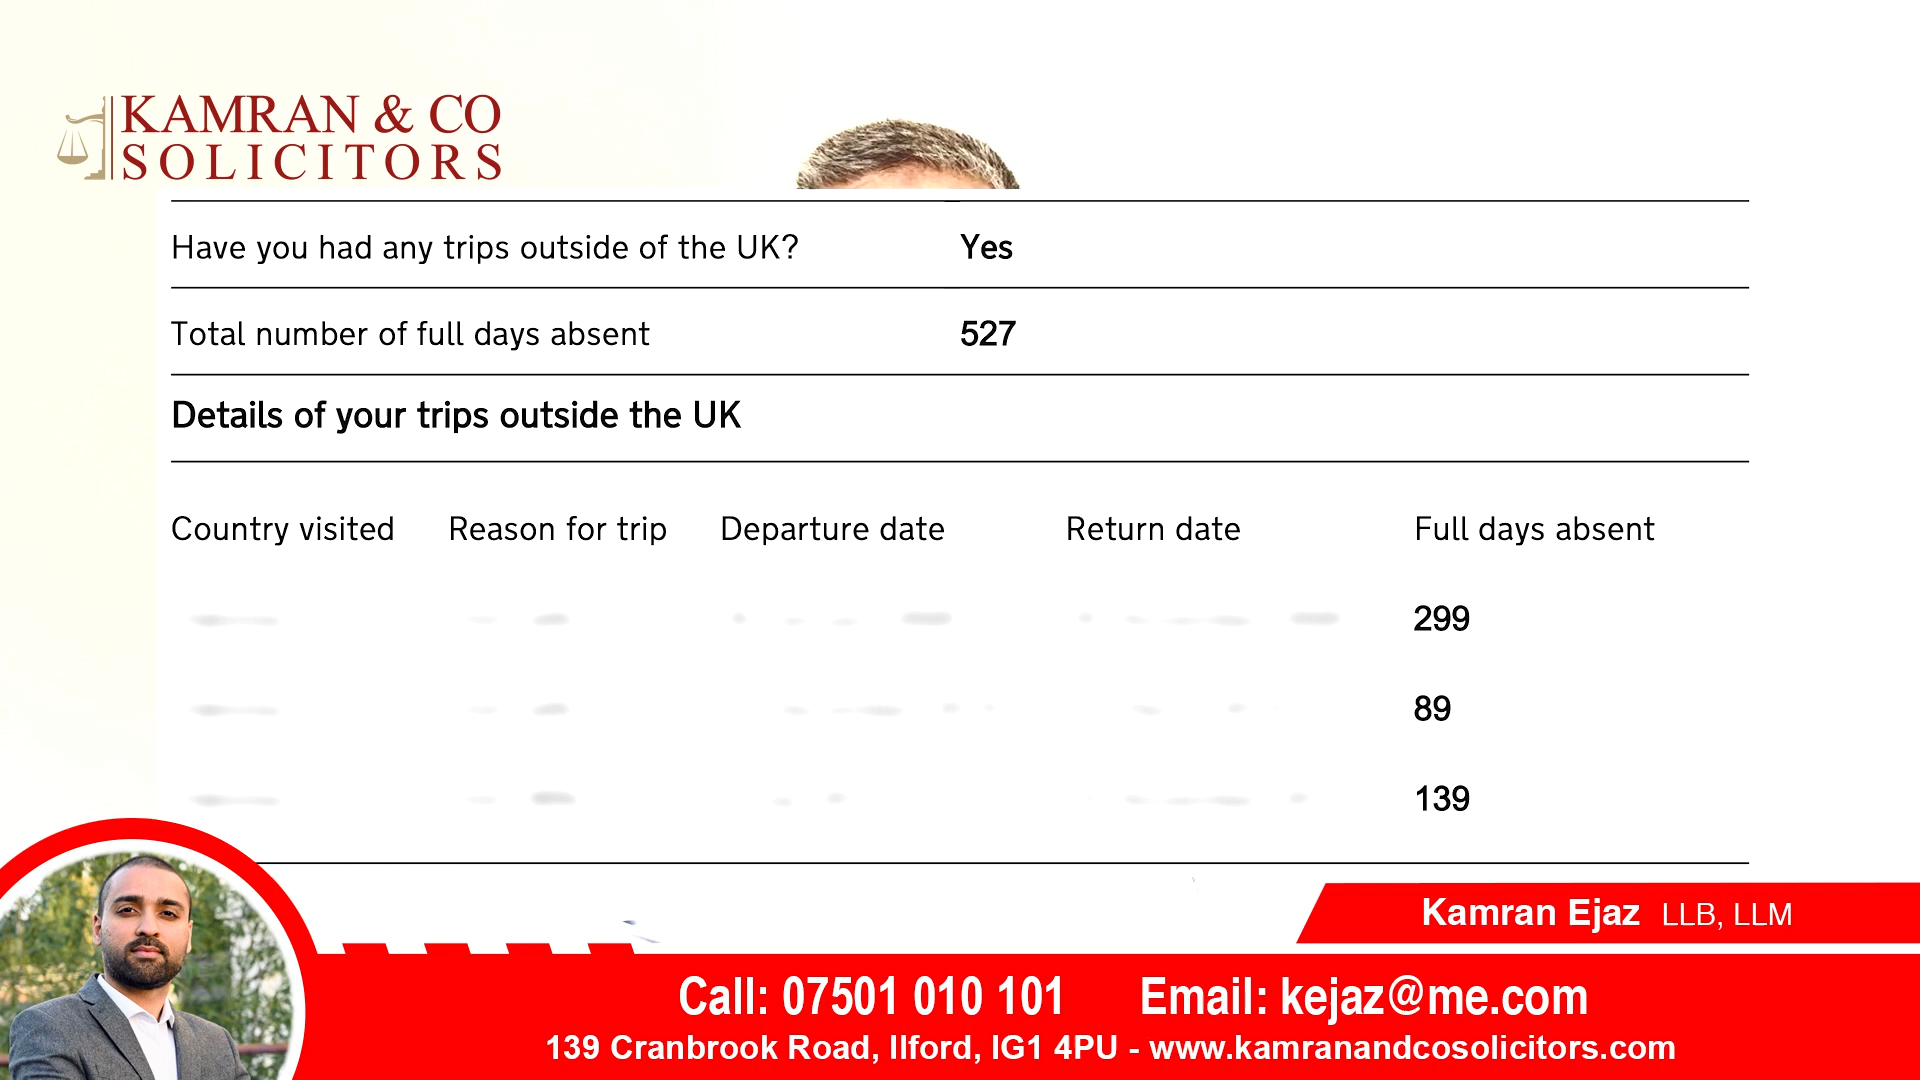 KAMRAN & CO
SOLICITORS
Have you had any trips outside of the UK? Yes
Total number of full days absent 527
Details of your trips outside the UK
Country visited Reason for trip Departure date Return date Full days absent
299
89
139
Kamran Ejaz LLB, LLM
Call: 07501 010 101 Email: kejaz@me.com
139 Cranbrook Road, Ilford, IG1 4PU - www.kamranandcosolicitors.com